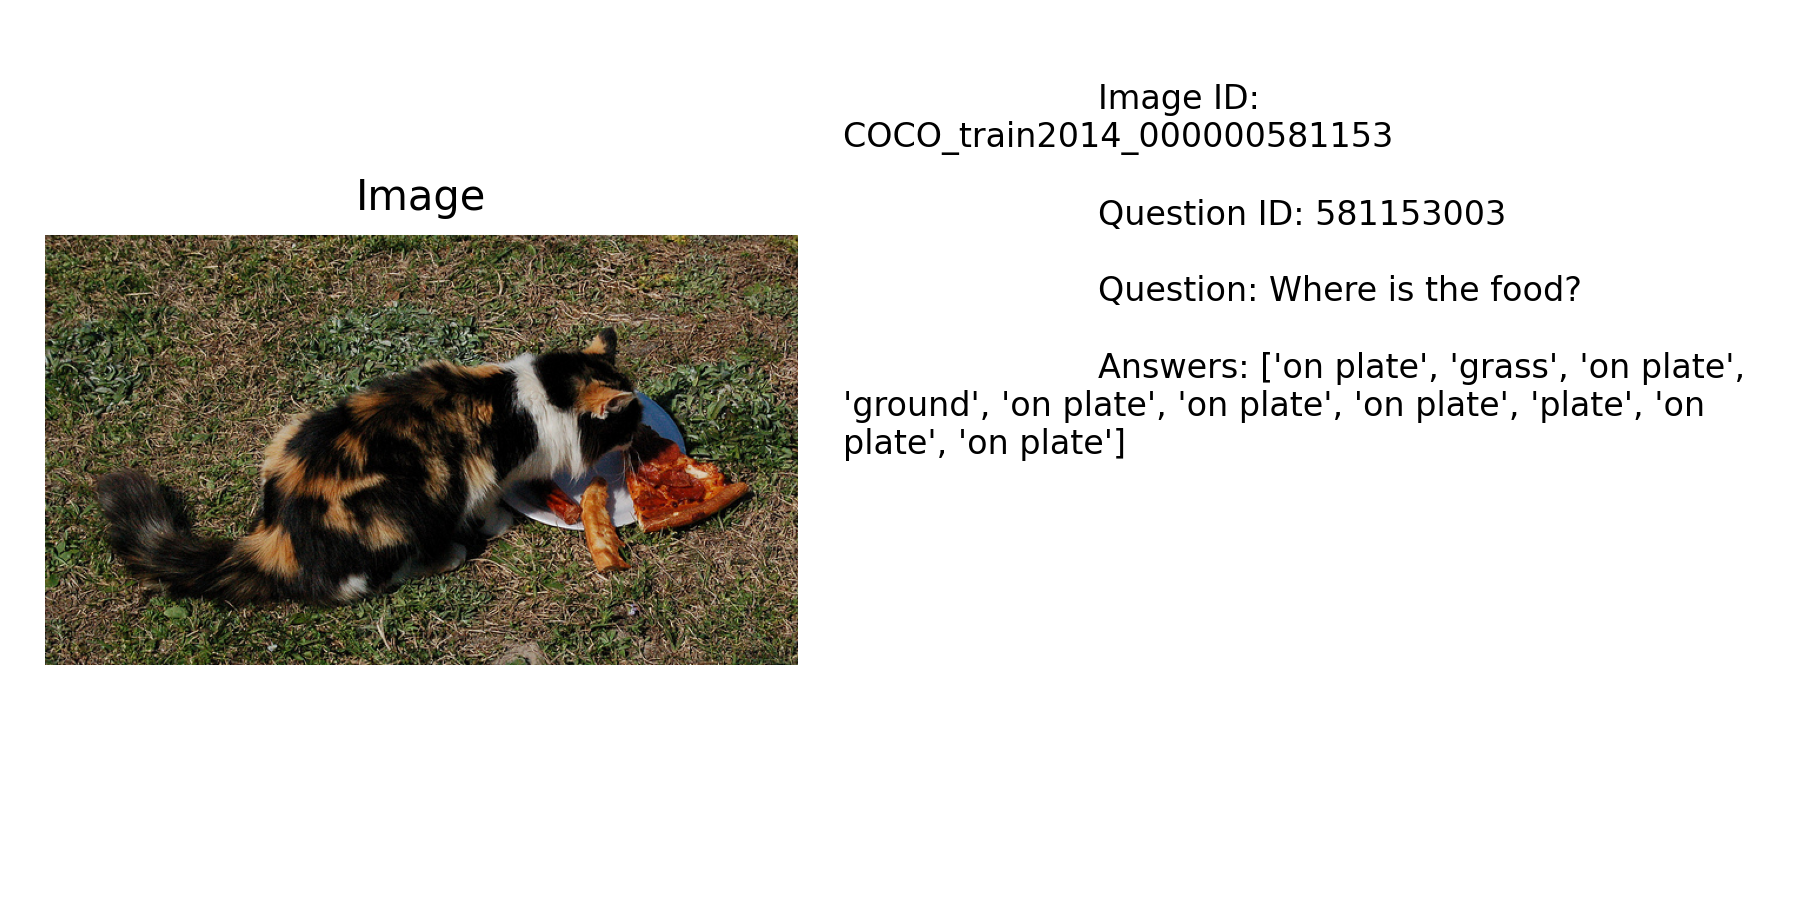 Image
Image ID:
COCO_train2014_000000581153
Question ID: 581153003
Question: Where is the food?
Answers: ['on plate', 'grass', 'on plate',
'ground', 'on plate', 'on plate', 'on plate', 'plate', 'on
plate', 'on plate']